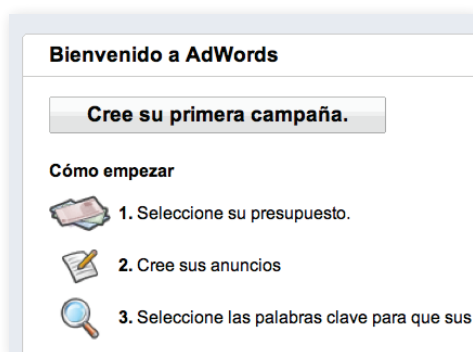 Bienvenido a AdWords
Cree su primera campaña.
Cómo empezar
1. Seleccione su presupuesto.
2. Cree sus anuncios
3. Seleccione las palabras clave para que sus